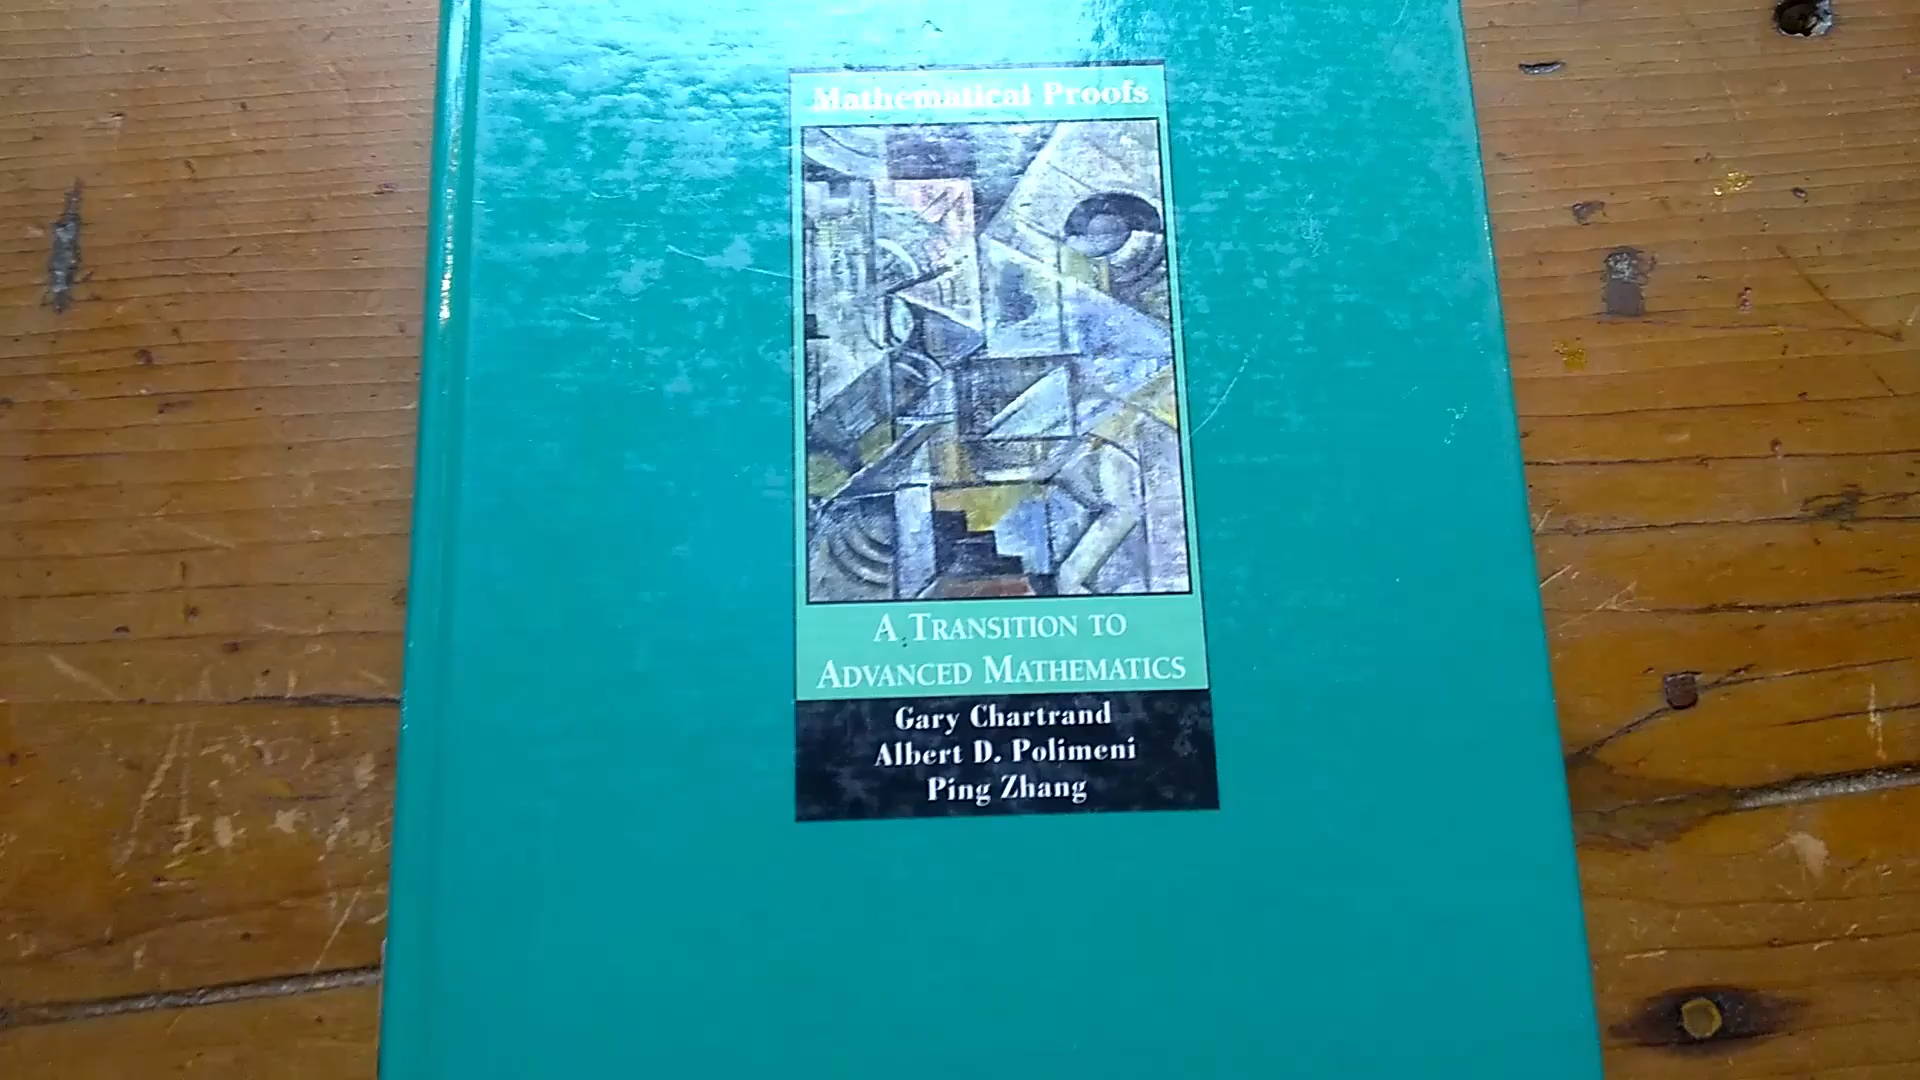 Mathematical Proofs
A TRANSITION TO
ADVANCED MATHEMATICS
Gary Chartrand
Albert D. Polimeni
Ping Zhang